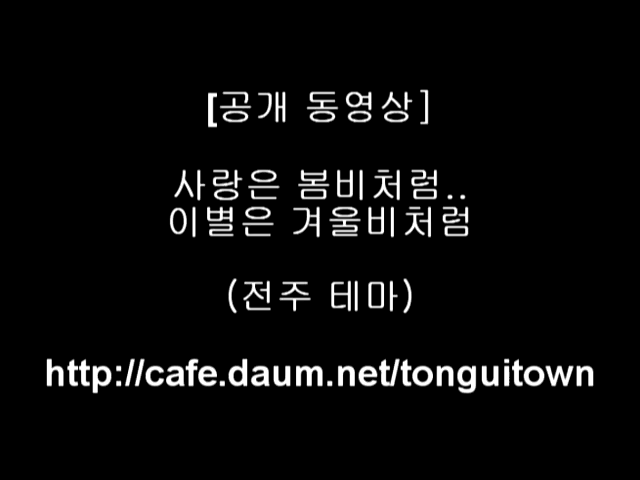 [공개 동영상]
사랑은 봄비처럼..
이별은 겨울비처럼
(전주 테마)
http://cafe.daum.net/tonguitown